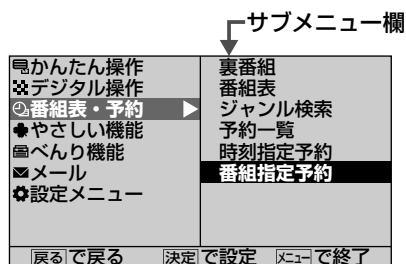 サブメニュー欄
かんたん操作
デジタル操作
番組表・予約
やさしい機能
べんり機能
メール
設定メニュー
裏番組
番組表
ジャンル検索
予約一覧
時刻指定予約
番組指定予約
戻る で戻る 決定 で設定 メニュー で終了